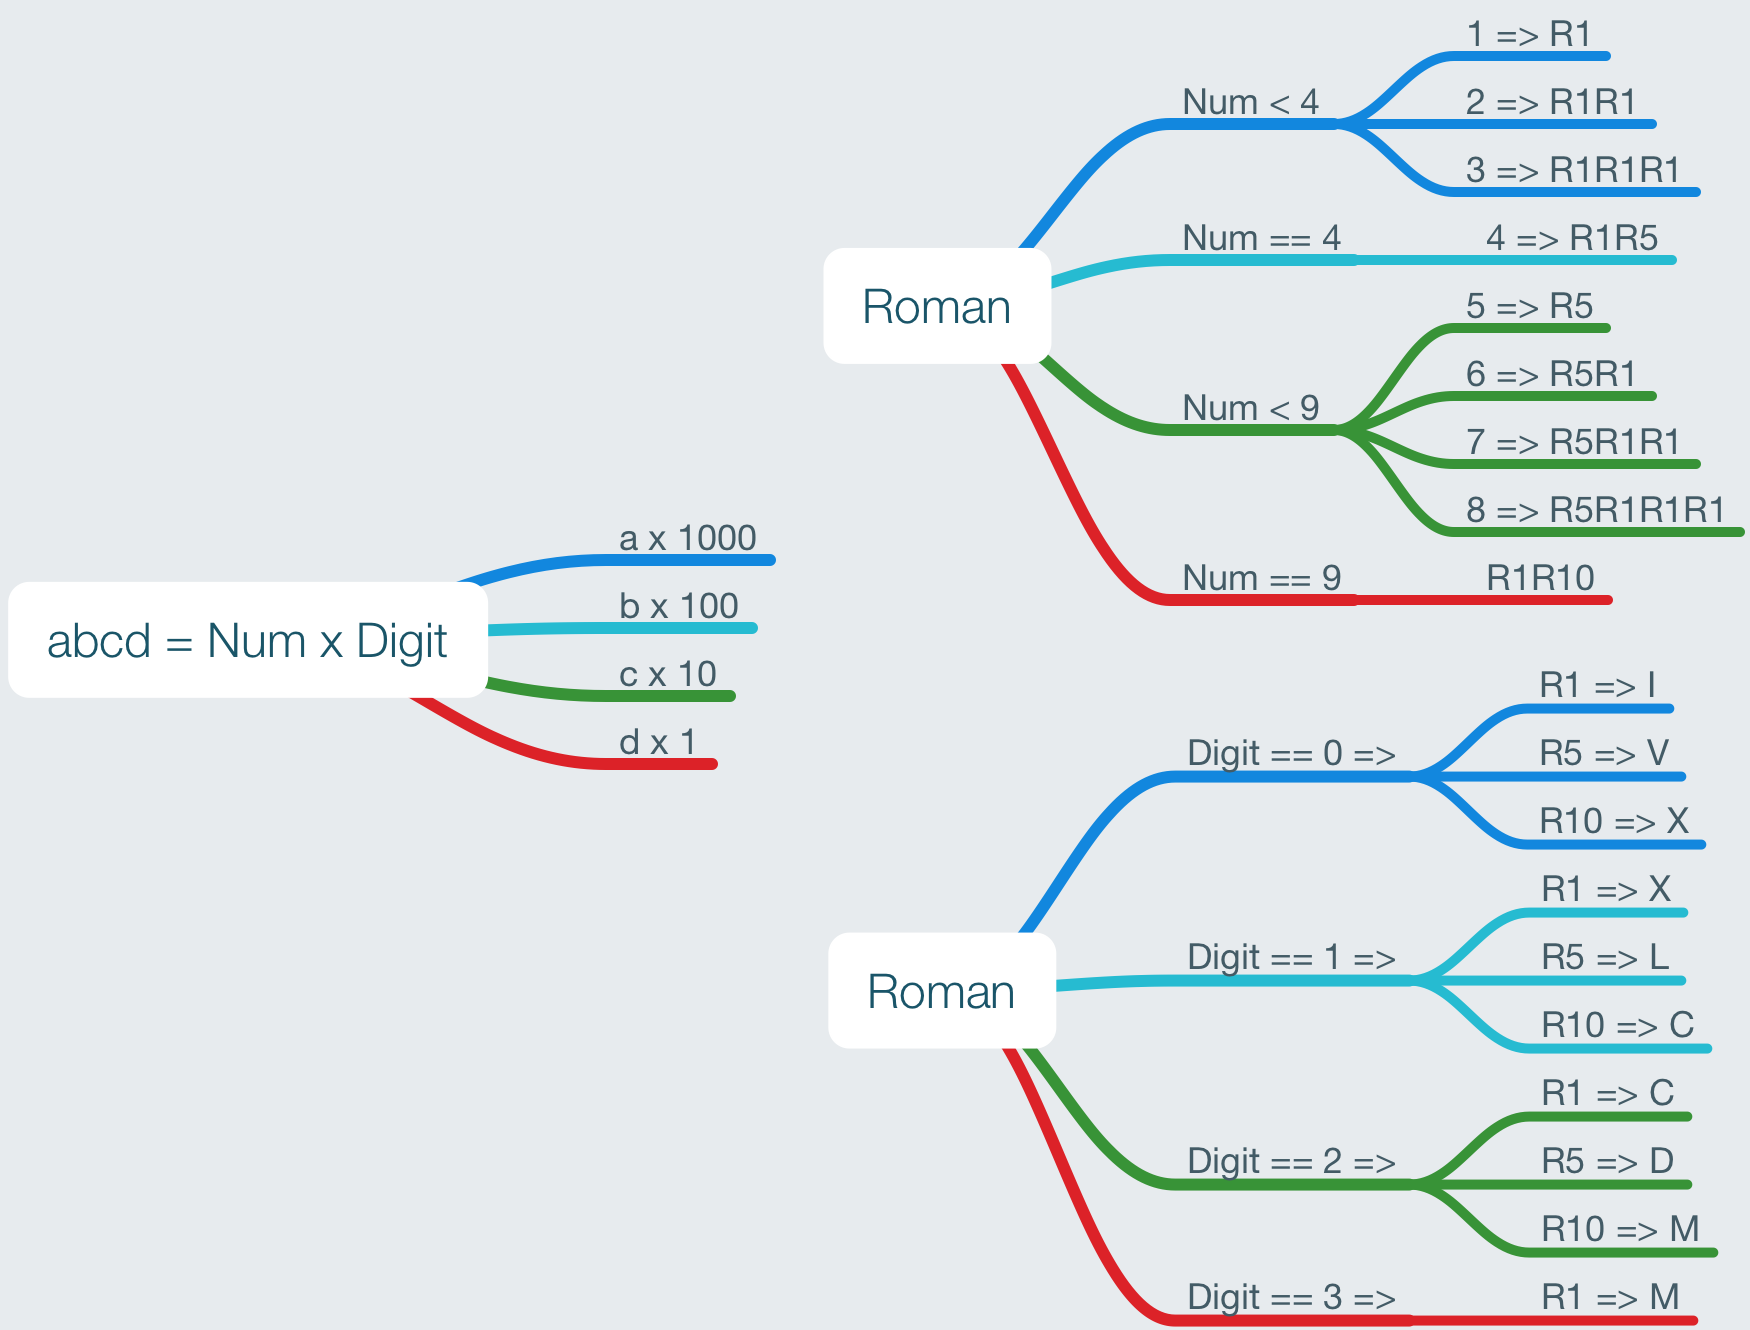 abcd = Num x Digit
a x 1000
b x 100
c x 10
d x 1
Roman
Num < 4
1 => R1
2 => R1R1
3 => R1R1R1
Num == 4
4 => R1R5
Num < 9
5 => R5
6 => R5R1
7 => R5R1R1
8 => R5R1R1R1
Num == 9
R1R10
Roman
Digit == 0 =>
R1 => I
R5 => V
R10 => X
Digit == 1 =>
R1 => X
R5 => L
R10 => C
Digit == 2 =>
R1 => C
R5 => D
R10 => M
Digit == 3 =>
R1 => M